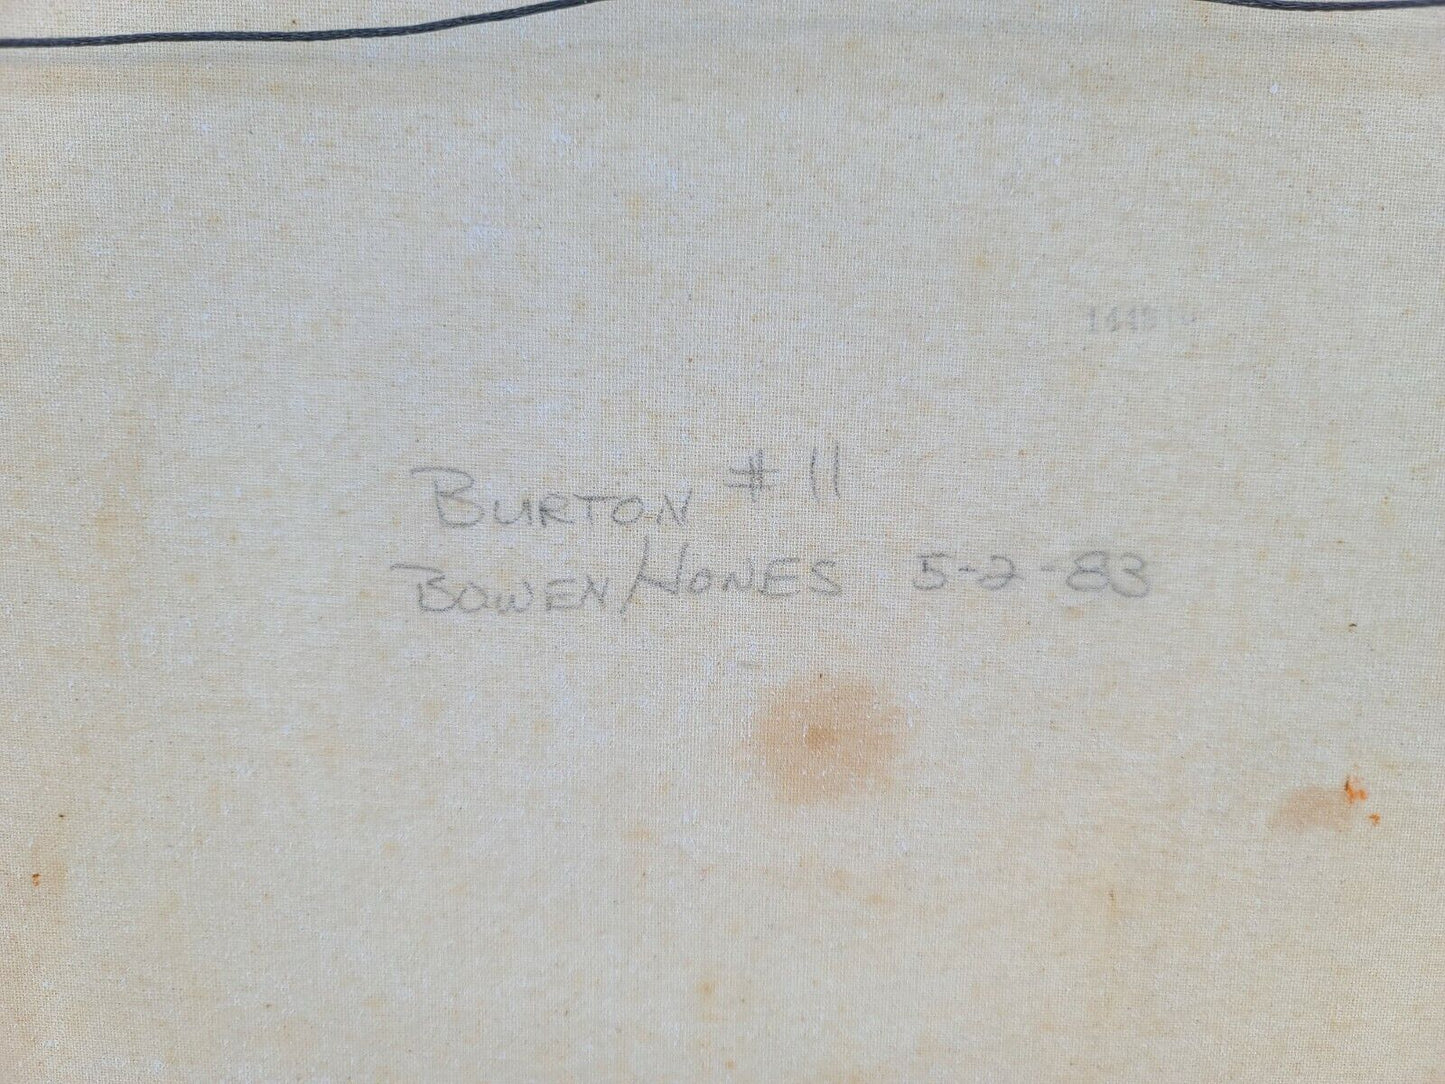 BURTON #11
BOWEN/HONES 5-2-83